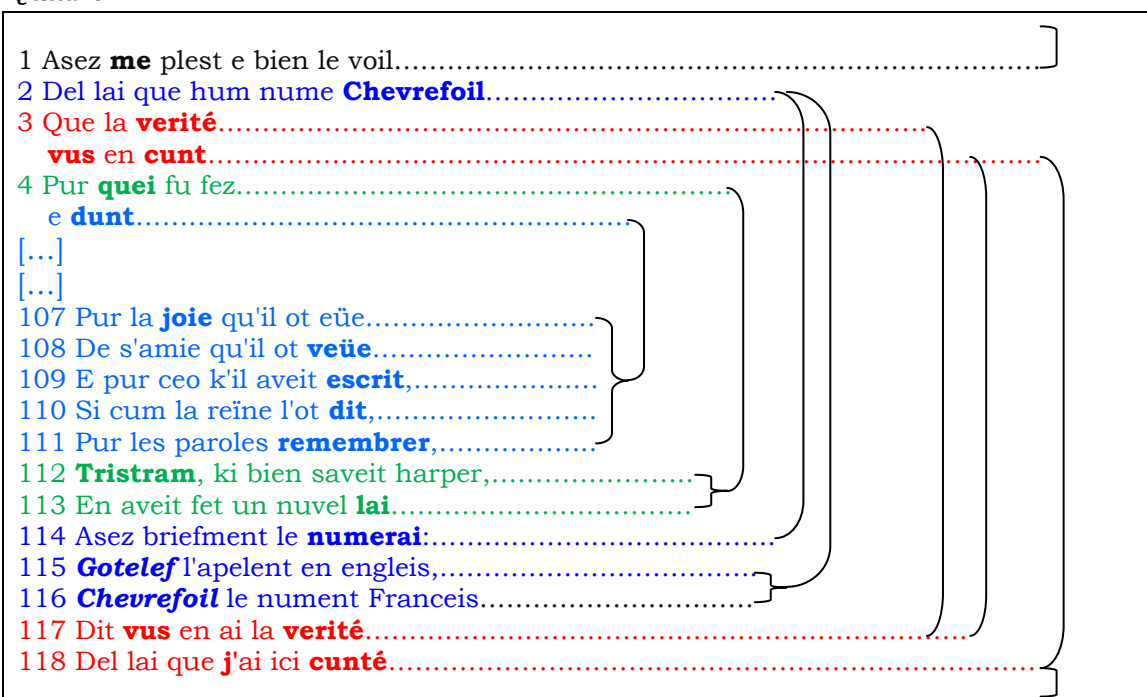 1 Asez me plest e bien le voil……………………………………………………………………
2 Del lai que hum nume Chevrefoil……………………………
3 Que la verité…………………………………………………………………………
vus en cunt………………………………………………………………………………………
4 Pur quei fu fez…………………………………………………
e dunt…………………………………………………
[…]
[…]
107 Pur la joie qu'il ot eüe………………………
108 De s'amie qu'il ot veüe……………………
109 E pur ceo k'il aveit escrit,…………………
110 Si cum la reïne l'ot dit,……………………
111 Pur les paroles remembrer,………………
112 Tristram, ki bien saveit harper,……………………
113 En aveit fet un nuvel lai………………………………
114 Asez briefment le numerai:…………………………………
115 Gotelef l'apelent en engleis,………………………………
116 Chevrefoil le nument Franceis…………………………
117 Dit vus en ai la verité………………………………………………………………
118 Del lai que j'ai ici cunté……………………………………………………………………